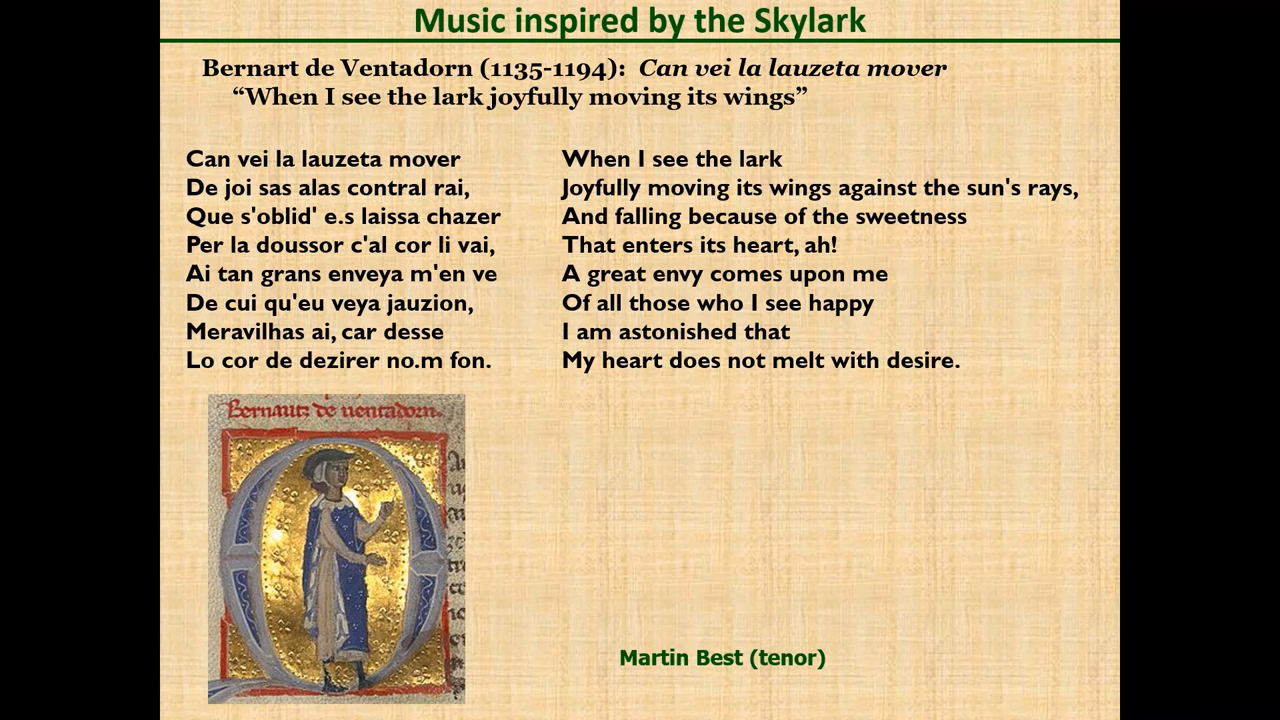 Music inspired by the Skylark
Bernart de Ventadorn (1135-1194):  Can vei la lauzeta mover
“When I see the lark joyfully moving its wings”
Can vei la lauzeta mover
De joi sas alas contral rai,
Que s'oblid' e.s laissa chazer
Per la doussor c'al cor li vai,
Ai tan grans enveya m'en ve
De cui qu'eu veya jauzion,
Meravilhas ai, car desse
Lo cor de dezirer no.m fon.
When I see the lark
Joyfully moving its wings against the sun's rays,
And falling because of the sweetness
That enters its heart, ah!
A great envy comes upon me
Of all those who I see happy
I am astonished that
My heart does not melt with desire.
Bernautz de uentadorn.
Martin Best (tenor)